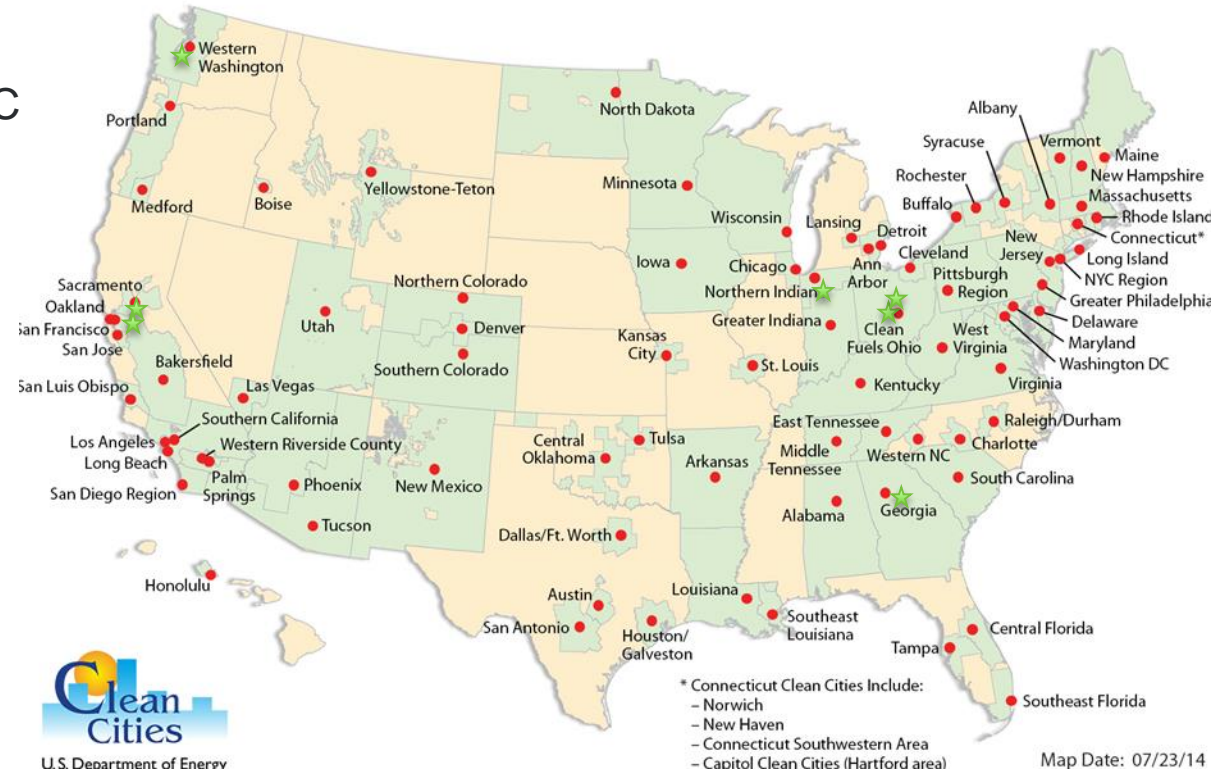 C
Western
Washington
Portland
Medford
Boise
Yellowstone-Teton
North Dakota
Minnesota
Wisconsin
Iowa
Chicago
Lansing
Detroit
Ann
Arbor
Cleveland
Northern Indian
Greater Indiana
Clean
Fuels Ohio
Pittsburgh
Region
West
Virginia
Kentucky
Albany
Syracuse
Rochester
Buffalo
Vermont
Maine
New Hampshire
Massachusetts
Rhode Island
Connecticut*
Long Island
New
Jersey
NYC Region
Greater Philadelphia
Delaware
Maryland
Washington DC
Virginia
Sacramento
Oakland
San Francisco
San Jose
Bakersfield
San Luis Obispo
Las Vegas
Utah
Northern Colorado
Denver
Southern Colorado
Kansas
City
St. Louis
Southern California
Los Angeles
Western Riverside County
Long Beach
Palm
Springs
San Diego Region
Phoenix
Tucson
New Mexico
Central
Oklahoma
Tulsa
Arkansas
East Tennessee
Middle
Tennessee
Western NC
Raleigh/Durham
Charlotte
South Carolina
Alabama
Georgia
Dallas/Ft. Worth
Austin
San Antonio
Houston/
Galveston
Louisiana
Southeast
Louisiana
Central Florida
Tampa
Southeast Florida
Honolulu
Clean
Cities
U.S. Department of Energy
* Connecticut Clean Cities Include:
– Norwich
– New Haven
– Connecticut Southwestern Area
– Capitol Clean Cities (Hartford area)
Map Date: 07/23/14